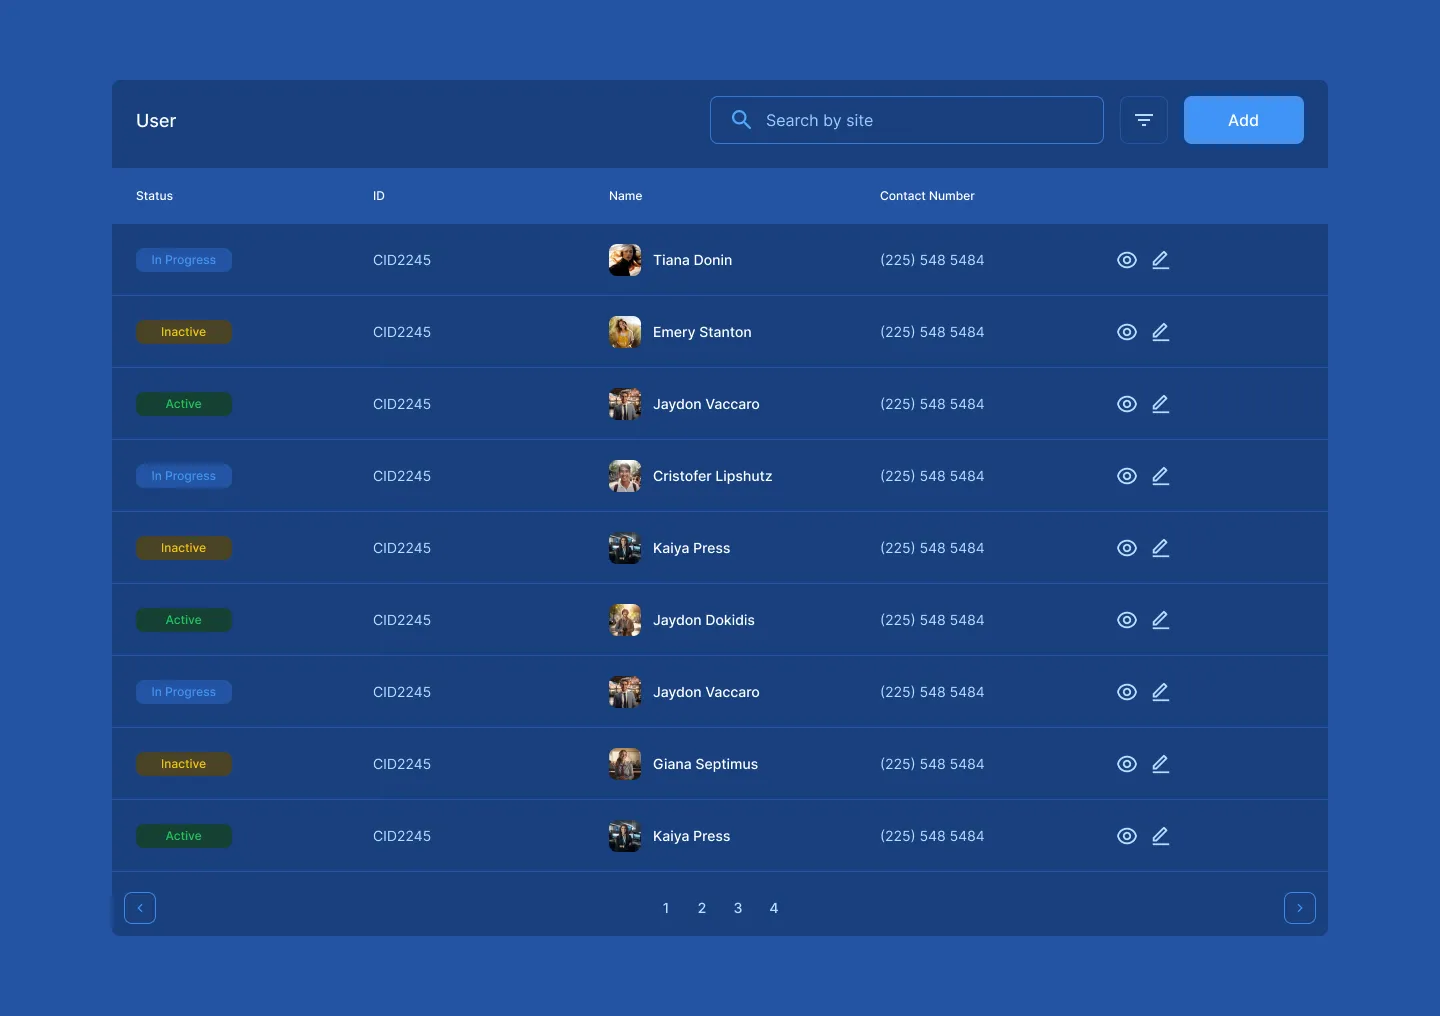 User
Search by site
Add
Status ID Name Contact Number
In Progress CID2245 Tiana Donin (225) 548 5484
Inactive CID2245 Emery Stanton (225) 548 5484
Active CID2245 Jaydon Vaccaro (225) 548 5484
In Progress CID2245 Cristofer Lipshutz (225) 548 5484
Inactive CID2245 Kaiya Press (225) 548 5484
Active CID2245 Jaydon Dokidis (225) 548 5484
In Progress CID2245 Jaydon Vaccaro (225) 548 5484
Inactive CID2245 Giana Septimus (225) 548 5484
Active CID2245 Kaiya Press (225) 548 5484
1 2 3 4